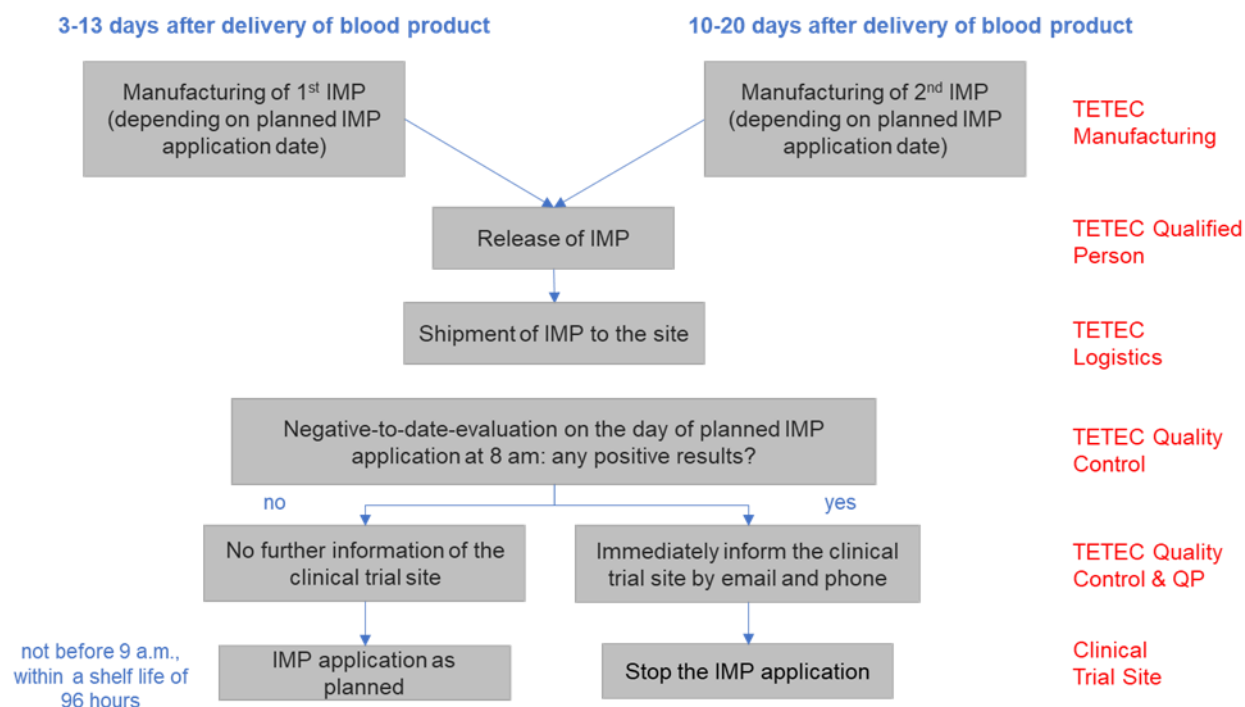 3-13 days after delivery of blood product
10-20 days after delivery of blood product
Manufacturing of 1st IMP
(depending on planned IMP
application date)
Manufacturing of 2nd IMP
(depending on planned IMP
application date)
TETEC
Manufacturing
Release of IMP
TETEC Qualified
Person
Shipment of IMP to the site
TETEC
Logistics
Negative-to-date-evaluation on the day of planned IMP
application at 8 am: any positive results?
TETEC Quality
Control
no
yes
No further information of the
clinical trial site
Immediately inform the clinical
trial site by email and phone
TETEC Quality
Control & QP
not before 9 a.m.,
within a shelf life of
96 hours
IMP application as
planned
Stop the IMP application
Clinical
Trial Site